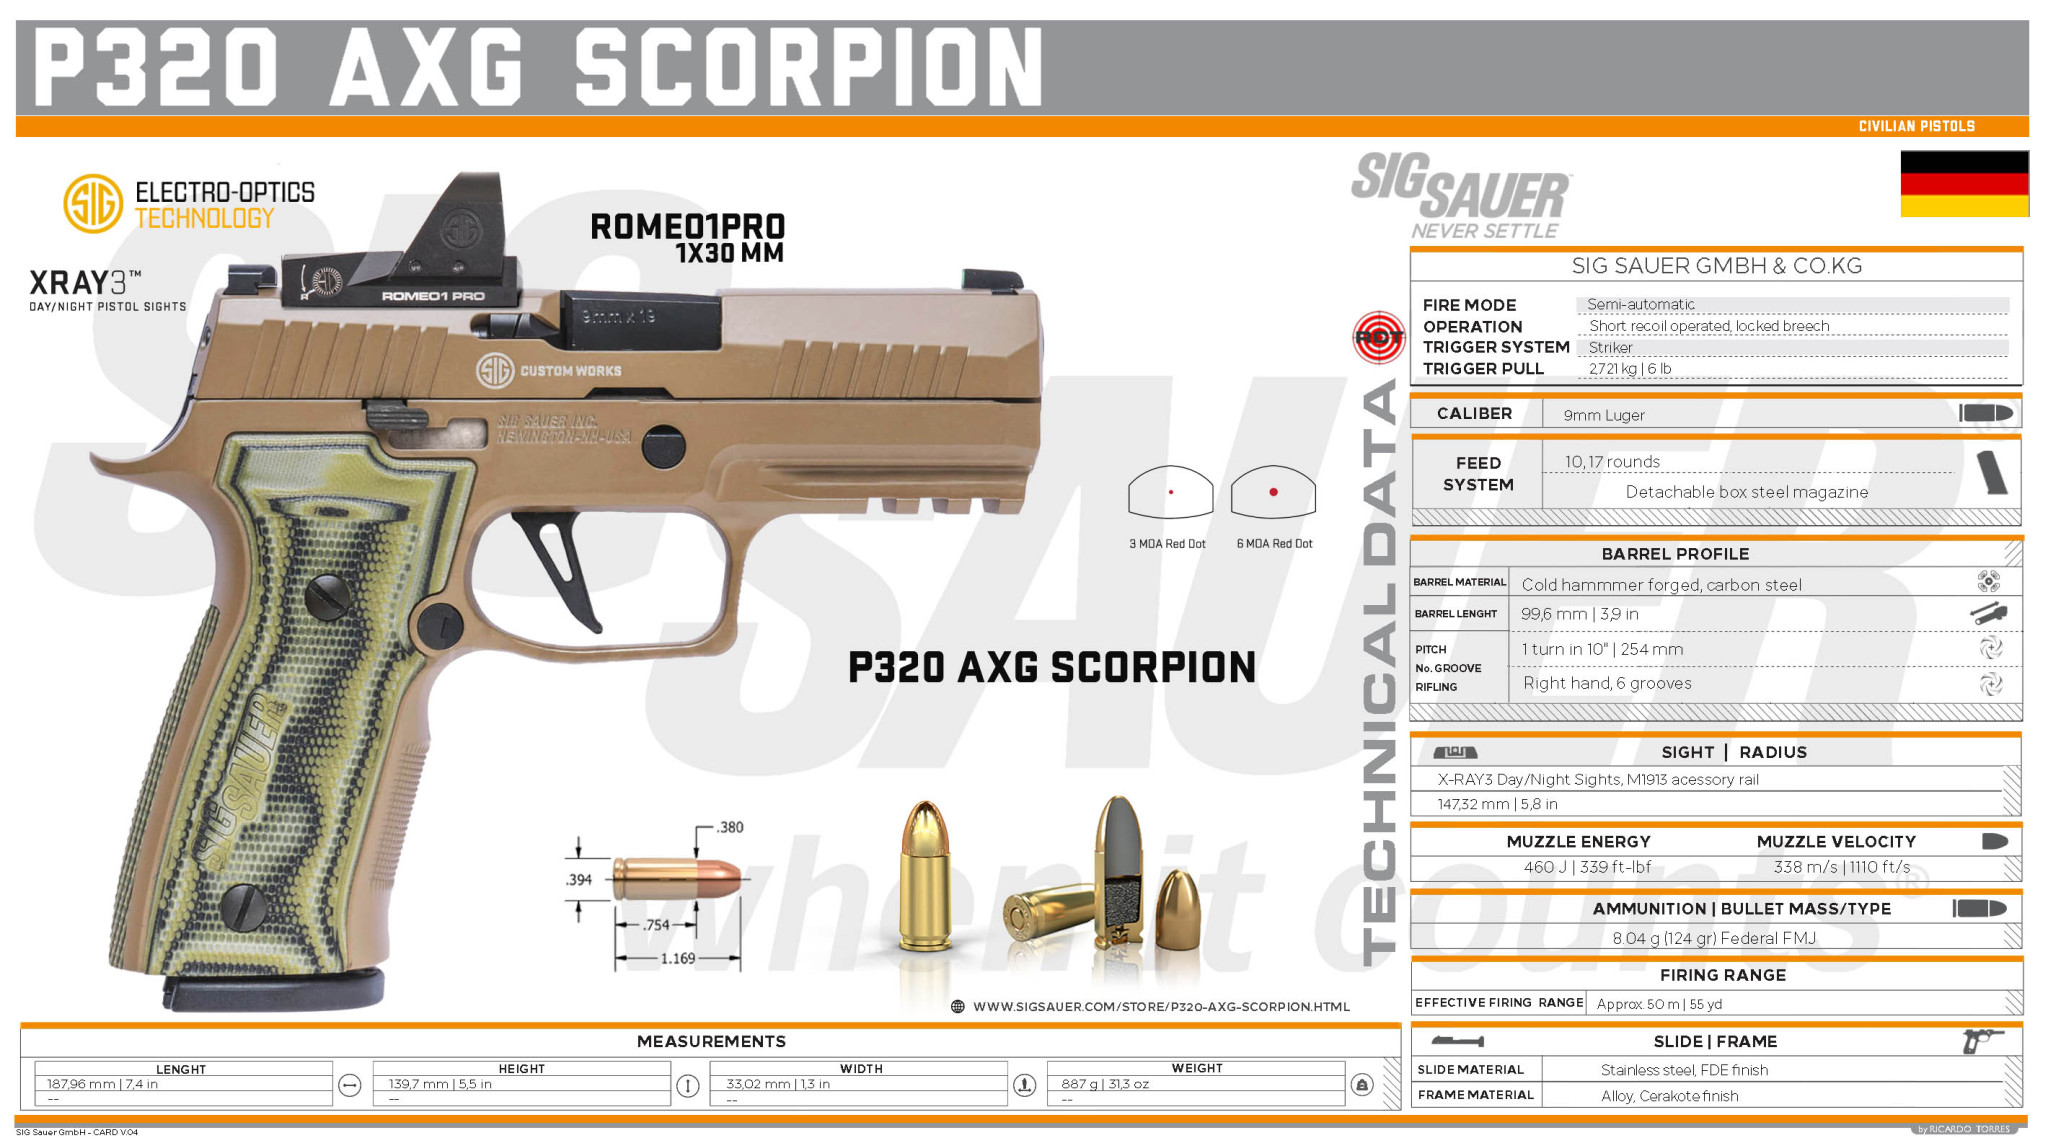 P320 AXG SCORPION
CIVILIAN PISTOLS
SIG
ELECTRO-OPTICS
TECHNOLOGY
XRAY3™
DAY/NIGHT PISTOL SIGHTS
ROMEO1PRO
1X30 MM
ROMEO1 PRO
9mm x 19
SIG CUSTOM WORKS
SIG SAUER INC.
NEWINGTON-NH-USA
SIG SAUER
3 MOA Red Dot
6 MOA Red Dot
P320 AXG SCORPION
.380
.394
.754
1.169
WWW.SIGSAUER.COM/STORE/P320-AXG-SCORPION.HTML
SIG SAUER
when it counts®
SIG SAUER™
NEVER SETTLE
RDT
TECHNICAL DATA
SIG SAUER GMBH & CO.KG
FIRE MODE Semi-automatic
OPERATION Short recoil operated, locked breech
TRIGGER SYSTEM Striker
TRIGGER PULL 2,721 kg | 6 lb
CALIBER 9mm Luger
FEED SYSTEM 10, 17 rounds
Detachable box steel magazine
BARREL PROFILE
BARREL MATERIAL Cold hammmer forged, carbon steel
BARREL LENGHT 99,6 mm | 3,9 in
PITCH 1 turn in 10" | 254 mm
No. GROOVE
RIFLING Right hand, 6 grooves
SIGHT | RADIUS
X-RAY3 Day/Night Sights, M1913 acessory rail
147,32 mm | 5,8 in
MUZZLE ENERGY MUZZLE VELOCITY
460 J | 339 ft-lbf 338 m/s | 1110 ft/s
AMMUNITION | BULLET MASS/TYPE
8.04 g (124 gr) Federal FMJ
FIRING RANGE
EFFECTIVE FIRING RANGE Approx. 50 m | 55 yd
SLIDE | FRAME
SLIDE MATERIAL Stainless steel, FDE finish
FRAME MATERIAL Alloy, Cerakote finish
MEASUREMENTS
LENGHT HEIGHT WIDTH WEIGHT
187,96 mm | 7,4 in 139,7 mm | 5,5 in 33,02 mm | 1,3 in 887 g | 31,3 oz
-- -- -- --
SIG Sauer GmbH - CARD V.04
by RICARDO TORRES